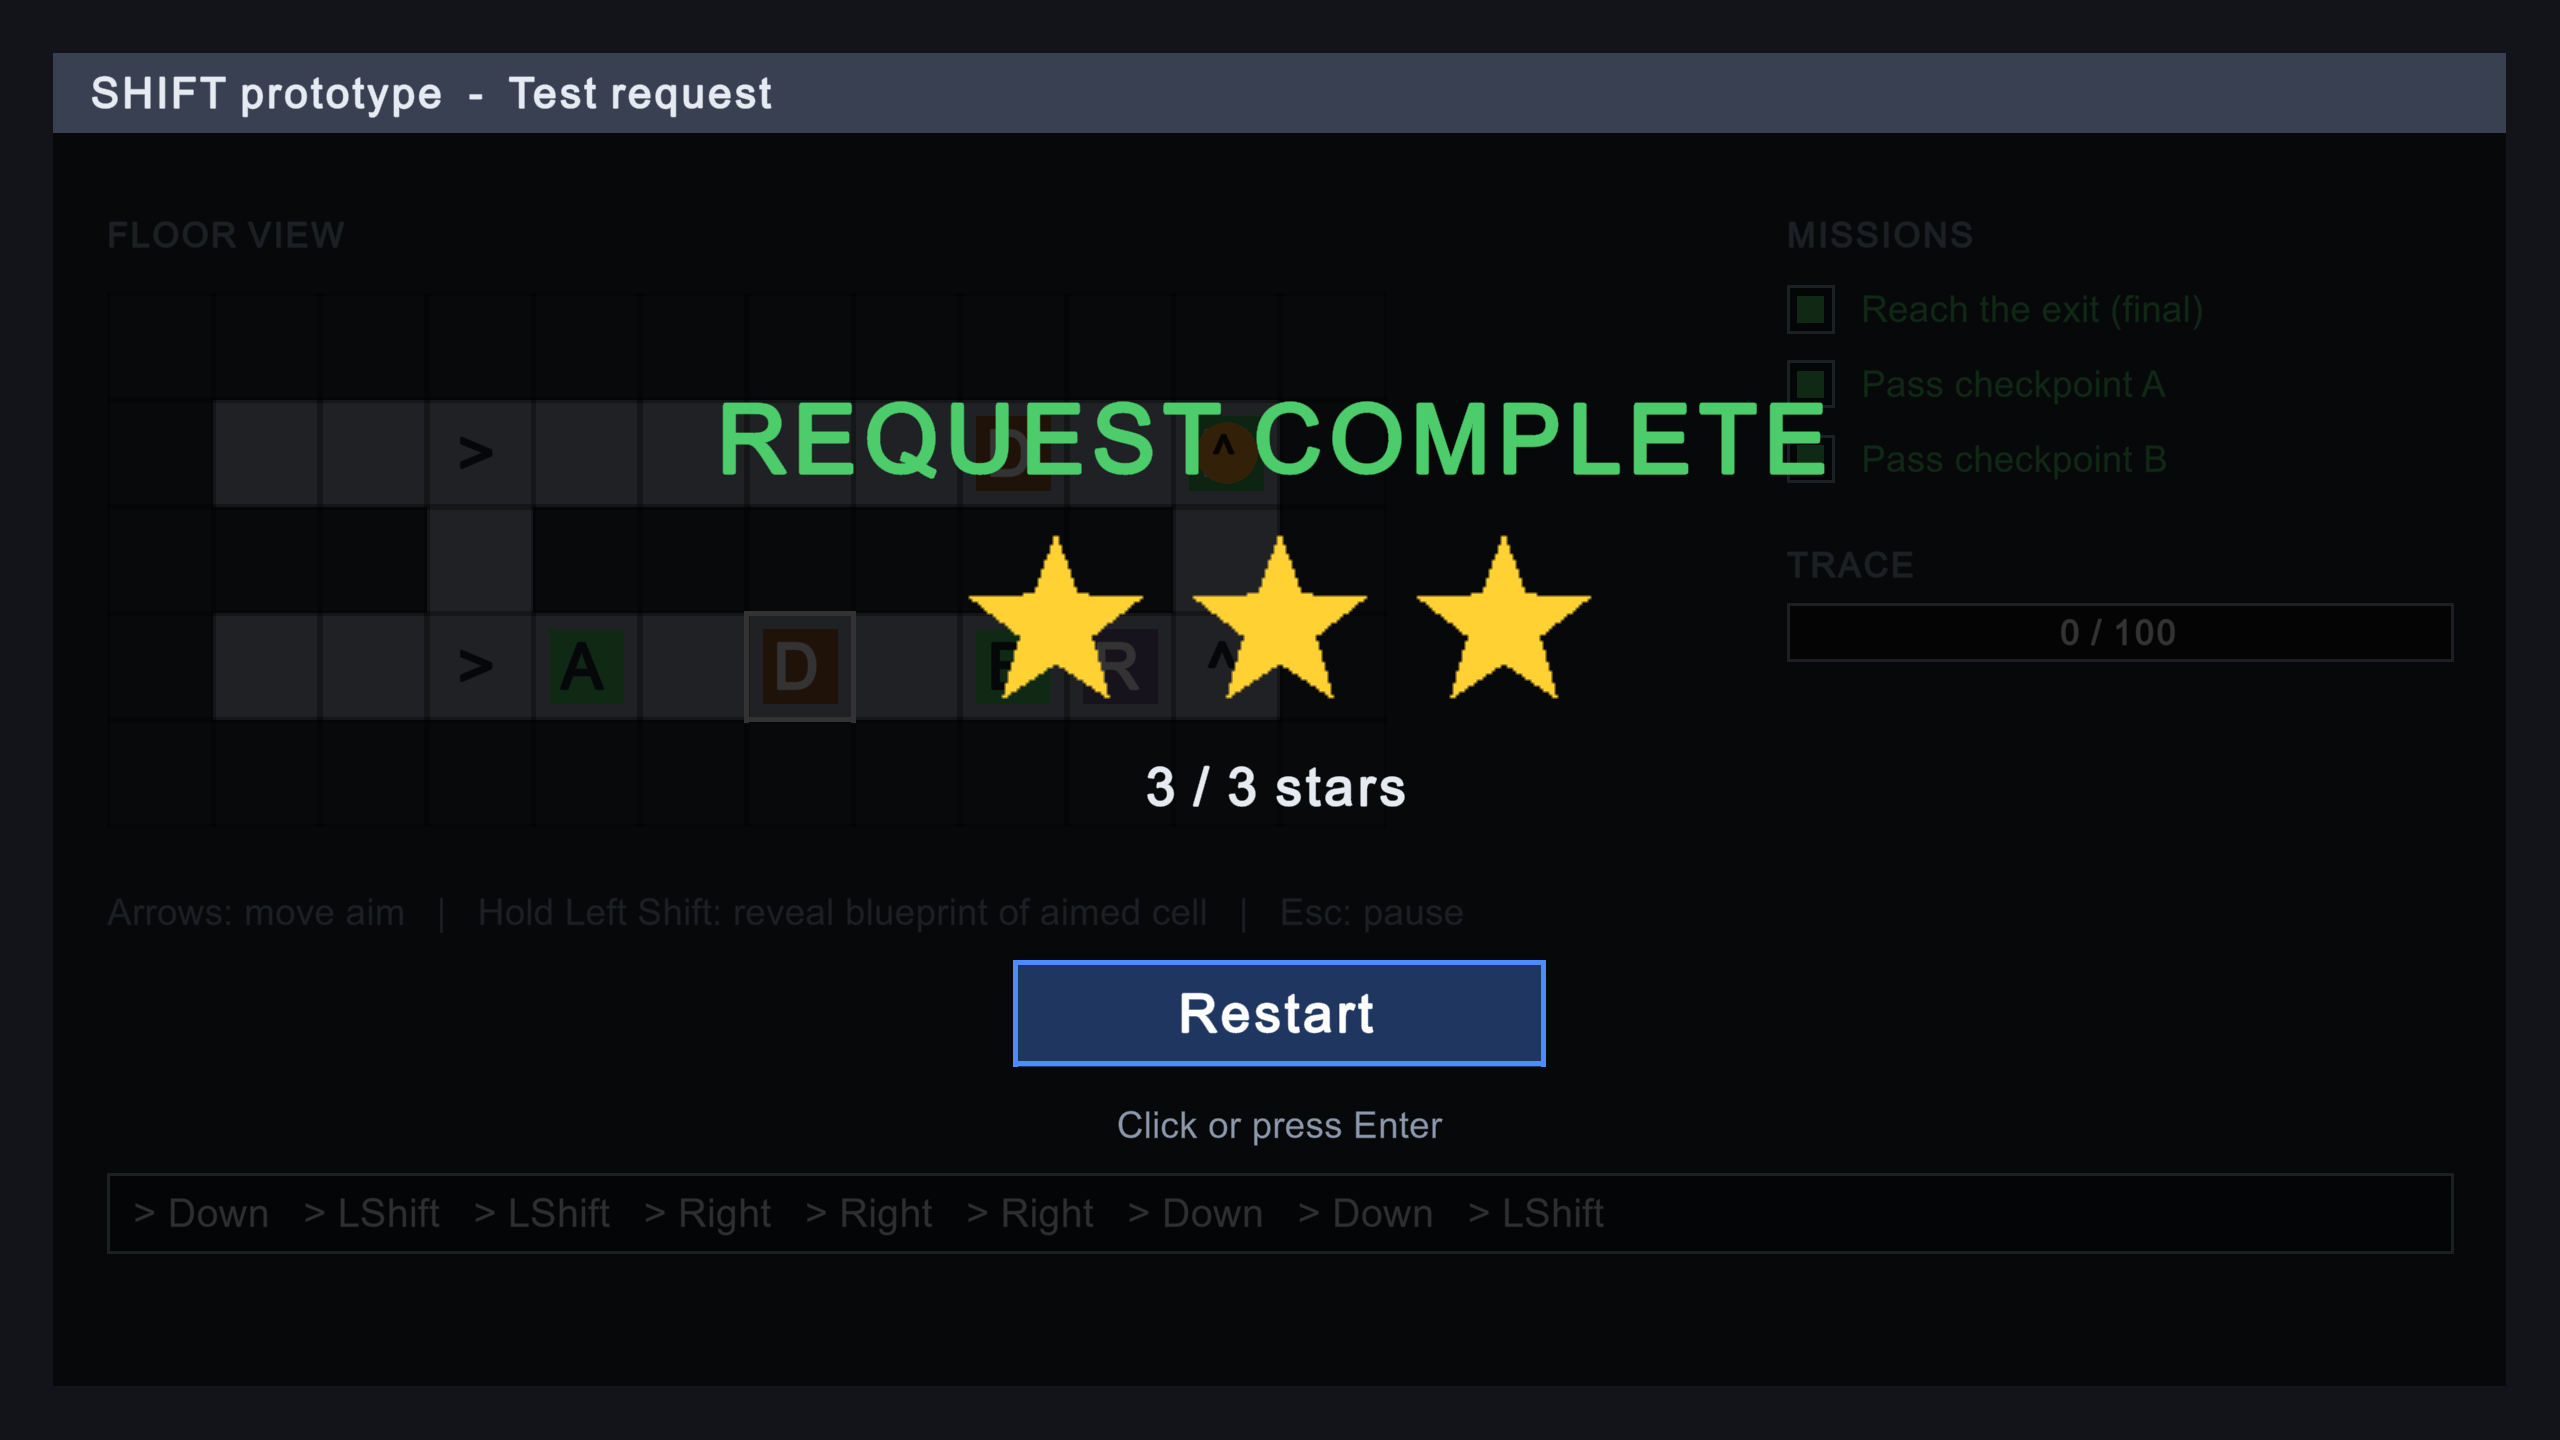 SHIFT prototype - Test request
FLOOR VIEW
MISSIONS
Reach the exit (final)
Pass checkpoint A
Pass checkpoint B
> D ^
REQUEST COMPLETE
TRACE
0 / 100
> A D B R ^
3 / 3 stars
Arrows: move aim | Hold Left Shift: reveal blueprint of aimed cell | Esc: pause
Restart
Click or press Enter
> Down > LShift > LShift > Right > Right > Right > Down > Down > LShift